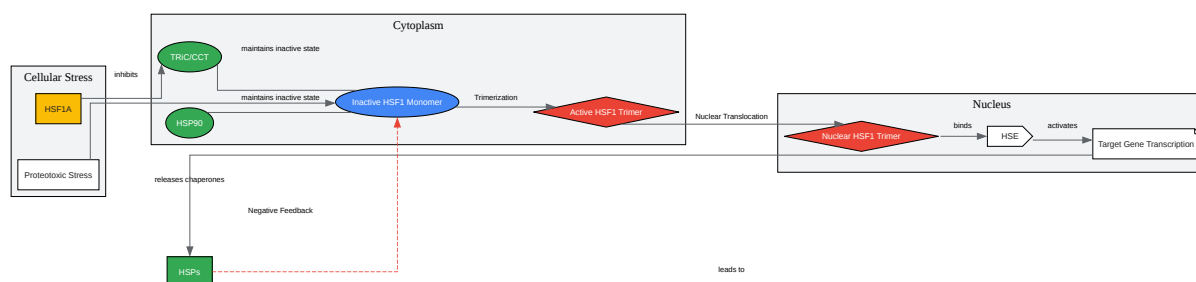 Cytoplasm
TRiC/CCT
maintains inactive state
Cellular Stress
inhibits
HSF1A
maintains inactive state
Inactive HSF1 Monomer
Trimerization
HSP90
Active HSF1 Trimer
Nuclear Translocation
Nucleus
Nuclear HSF1 Trimer
binds
HSE
activates
Target Gene Transcription
Proteotoxic Stress
releases chaperones
Negative Feedback
HSPs
leads to